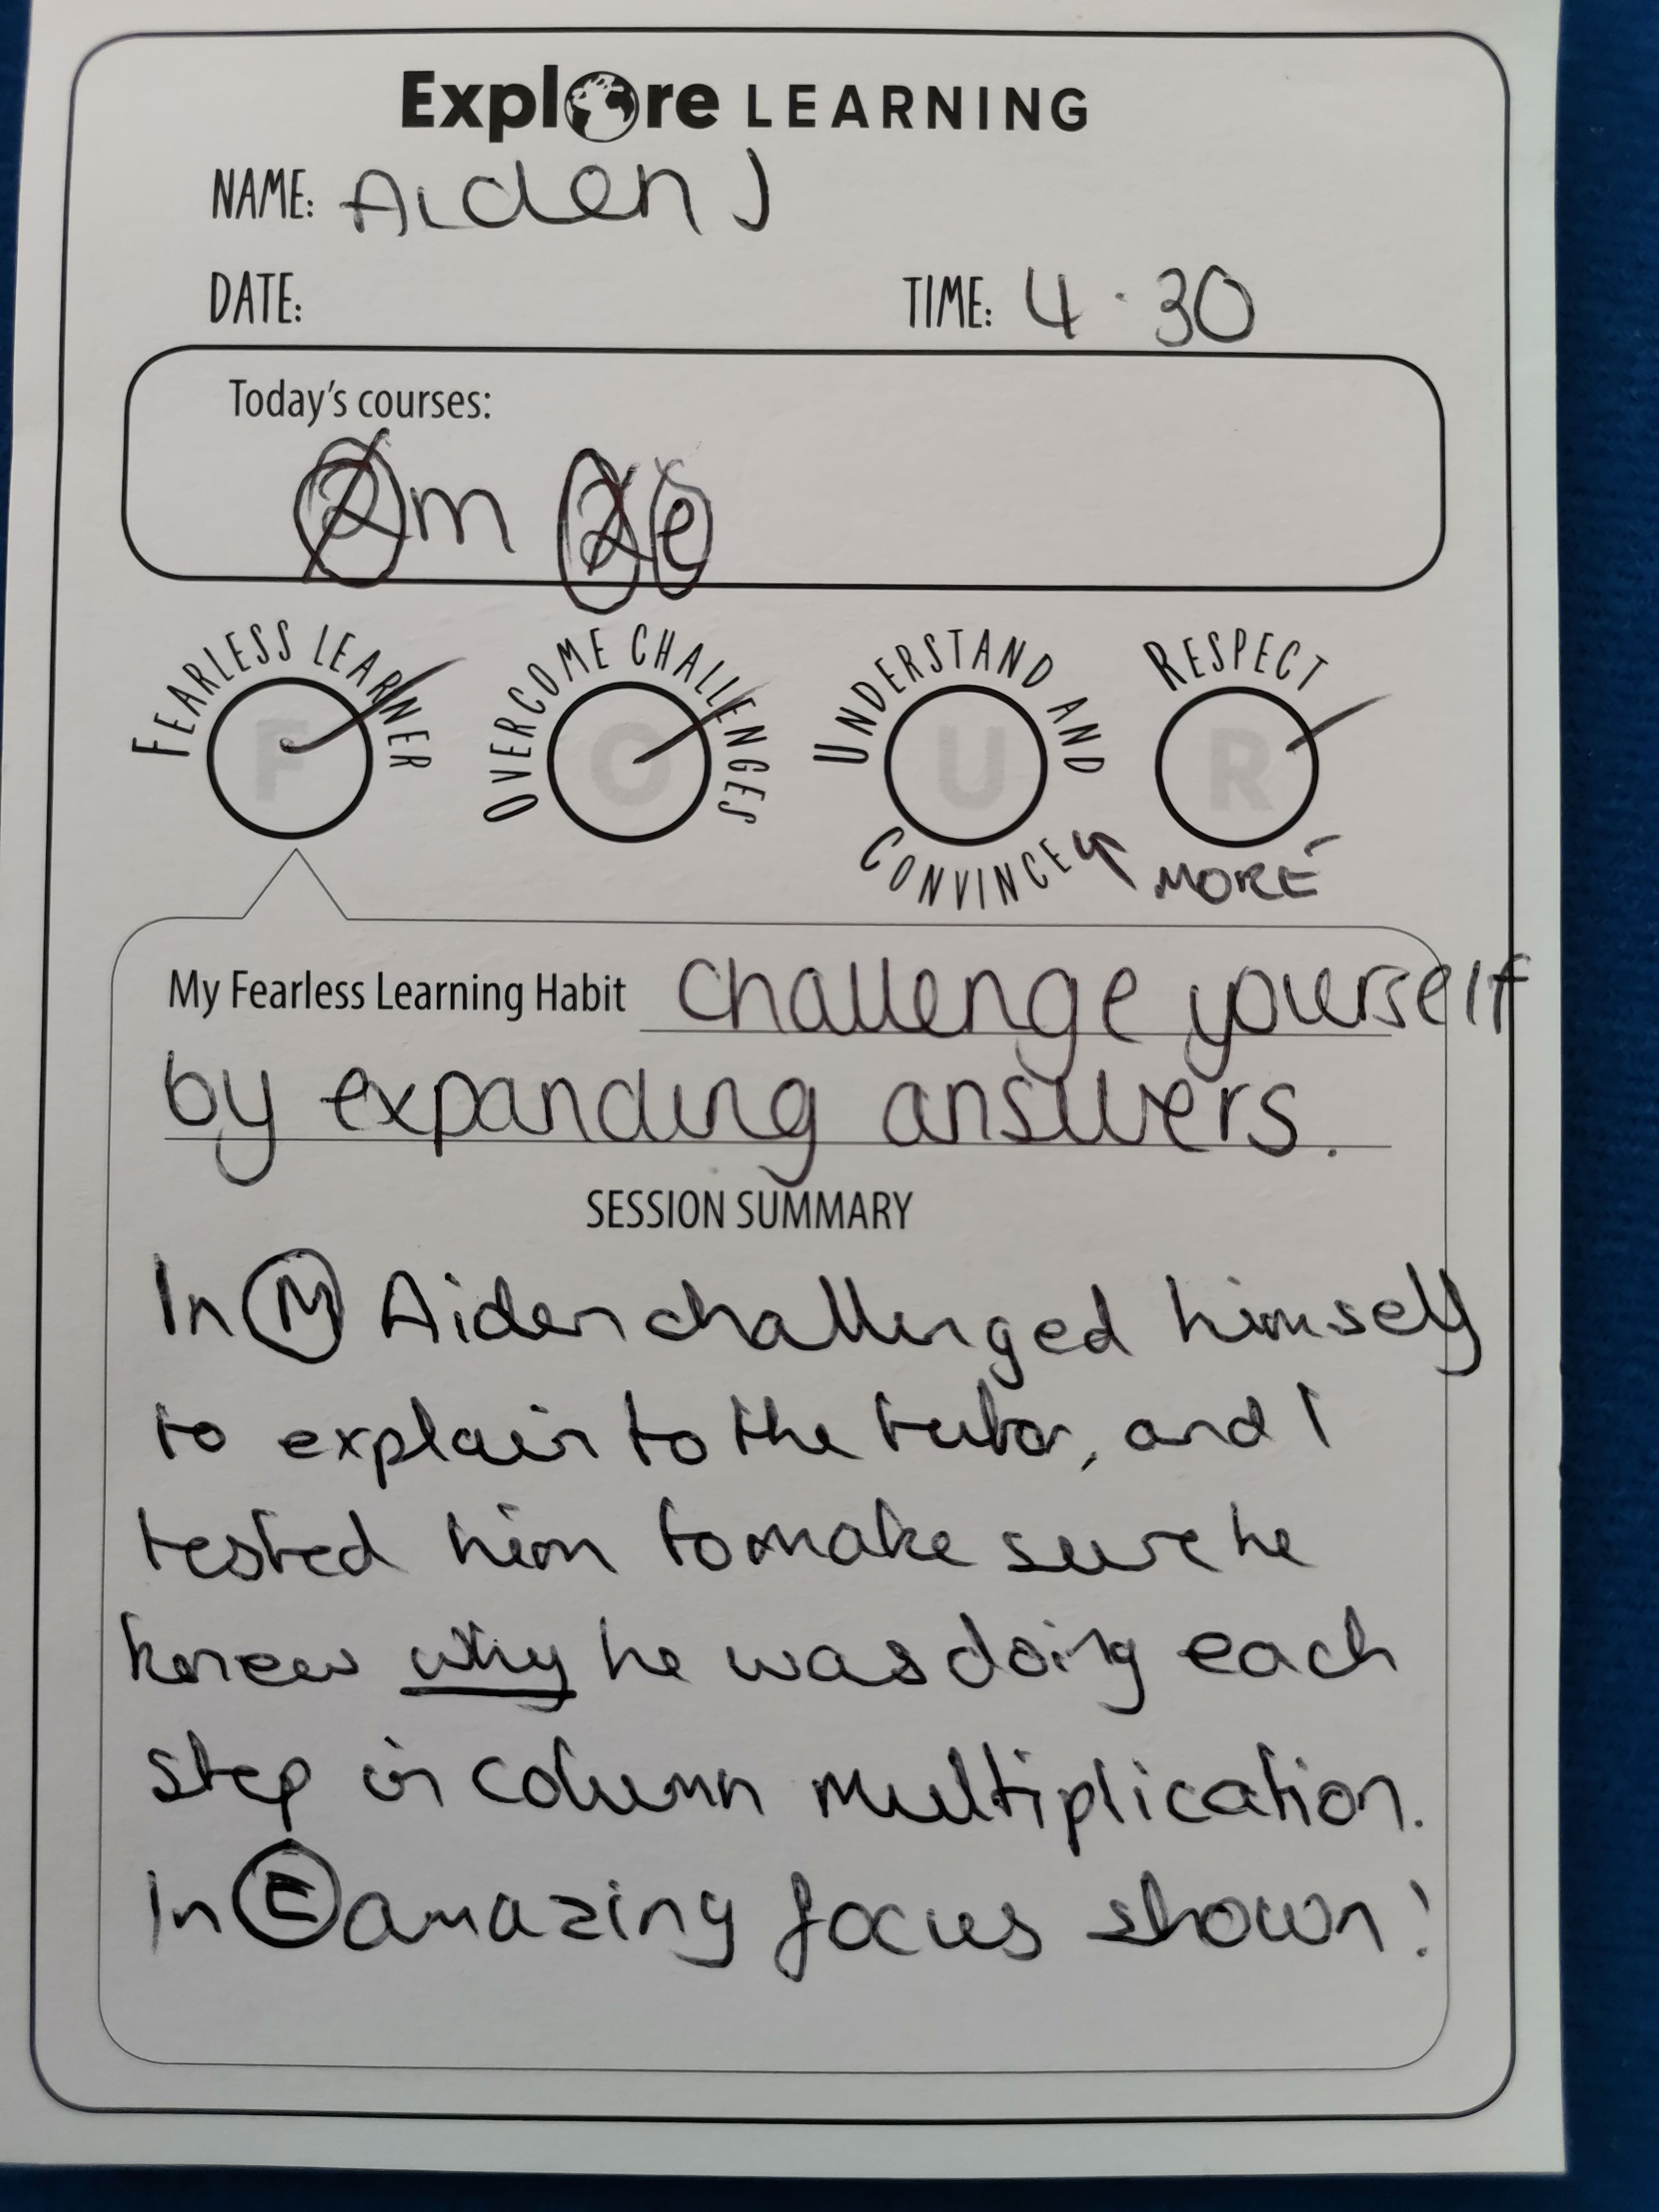 Explore LEARNING
NAME: Aiden J
DATE:
TIME: 4.30
Today's courses:
2 m 2 e
FEARLESS LEARNER
F
OVERCOME CHALLENGES
O
UNDERSTAND AND CONVINCE
U
RESPECT
R
MORE
My Fearless Learning Habit challenge yourself
by expanding answers.
SESSION SUMMARY
In M Aiden challenged himself
to explain to the tutor, and I
tested him to make sure he
knew why he was doing each
step in column multiplication.
In E amazing focus shown!